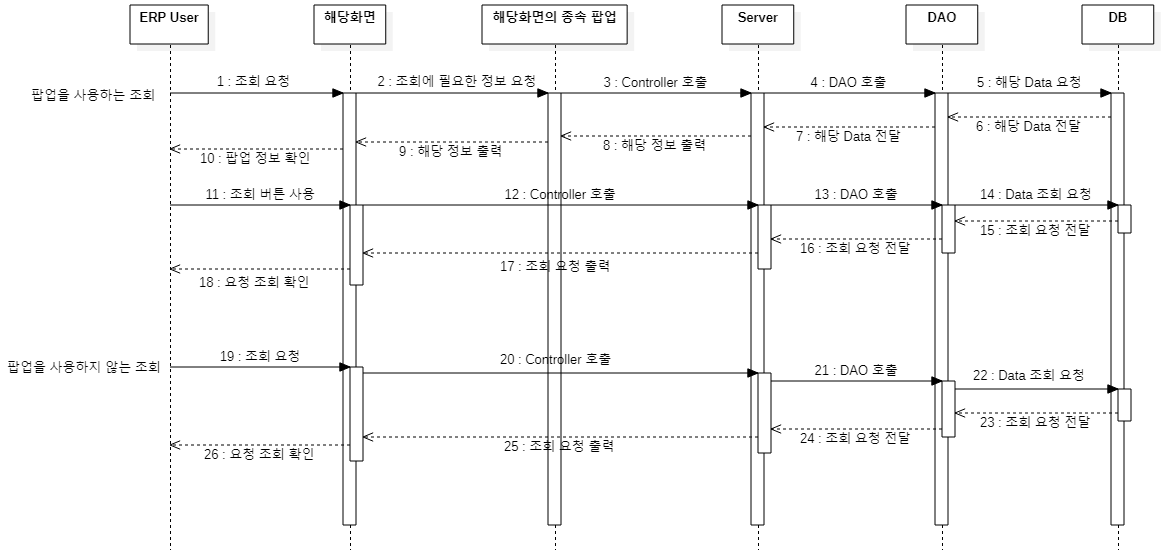 ERP User
해당화면
해당화면의 종속 팝업
Server
DAO
DB
팝업을 사용하는 조회
1 : 조회 요청
2 : 조회에 필요한 정보 요청
3 : Controller 호출
4 : DAO 호출
5 : 해당 Data 요청
6 : 해당 Data 전달
7 : 해당 Data 전달
8 : 해당 정보 출력
9 : 해당 정보 출력
10 : 팝업 정보 확인
11 : 조회 버튼 사용
12 : Controller 호출
13 : DAO 호출
14 : Data 조회 요청
15 : 조회 요청 전달
16 : 조회 요청 전달
17 : 조회 요청 출력
18 : 요청 조회 확인
팝업을 사용하지 않는 조회
19 : 조회 요청
20 : Controller 호출
21 : DAO 호출
22 : Data 조회 요청
23 : 조회 요청 전달
24 : 조회 요청 전달
25 : 조회 요청 출력
26 : 요청 조회 확인